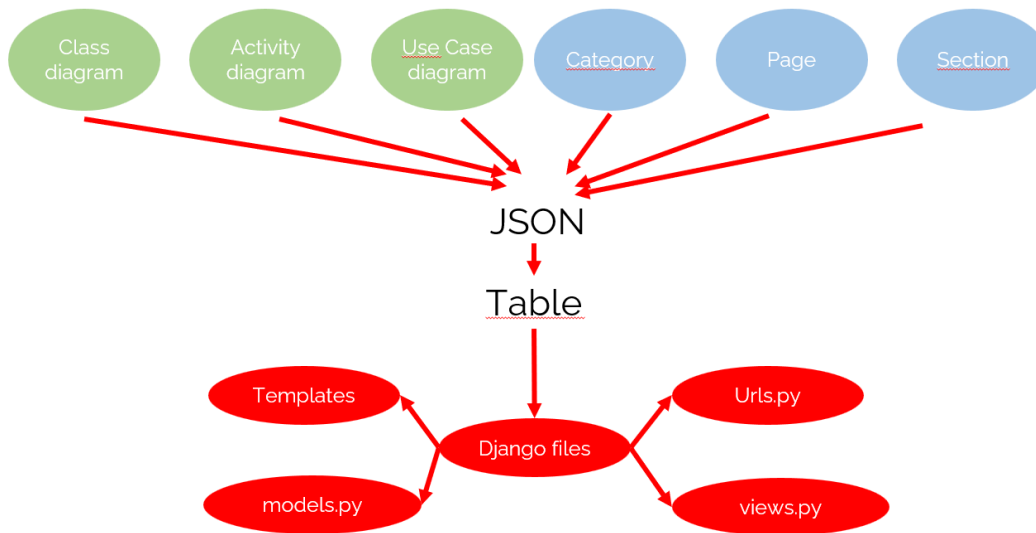 Class
diagram
Activity
diagram
Use Case
diagram
Category
Page
Section
JSON
Table
Templates
Urls.py
Django files
models.py
views.py